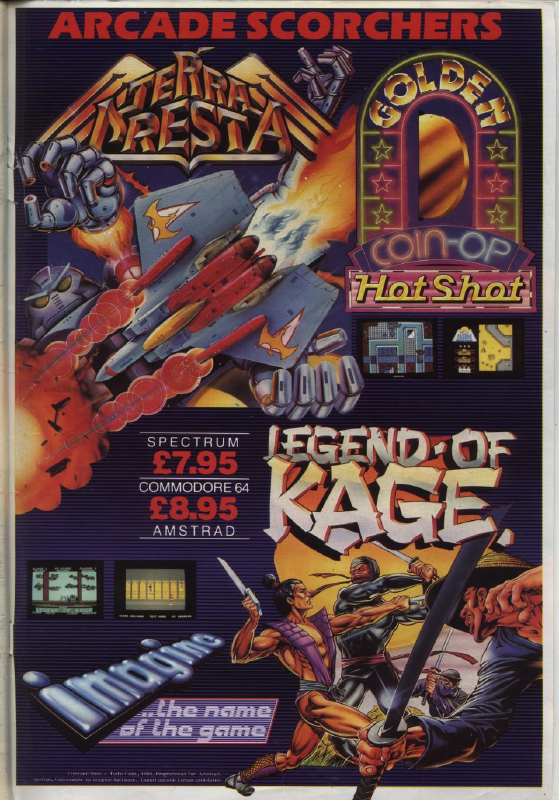 ARCADE SCORCHERS
TERRA
CRESTA
GOLDEN
COIN-OP
Hot Shot
SPECTRUM
£7.95
COMMODORE 64
£8.95
AMSTRAD
LEGEND·OF
KAGE.
imagine
...the name
of the game